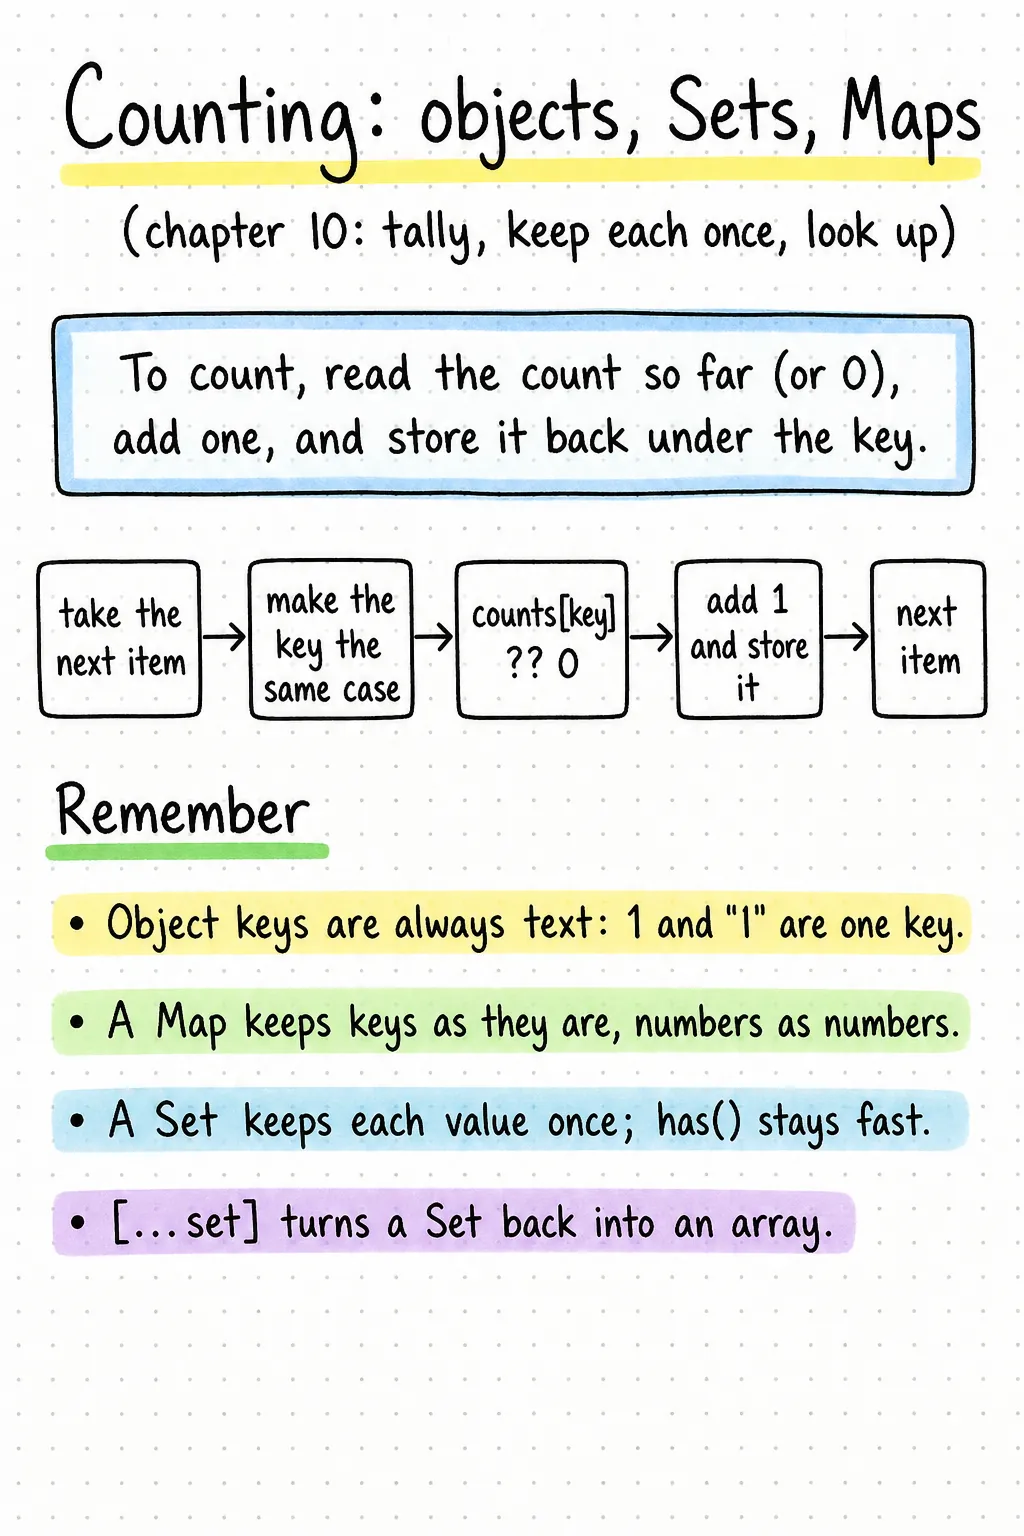 Counting: objects, Sets, Maps
(chapter 10: tally, keep each once, look up)
To count, read the count so far (or 0),
add one, and store it back under the key.
take the
next item
make the
key the
same case
counts[key]
?? 0
add 1
and store
it
next
item
Remember
• Object keys are always text: 1 and "1" are one key.
• A Map keeps keys as they are, numbers as numbers.
• A Set keeps each value once; has() stays fast.
• [...set] turns a Set back into an array.